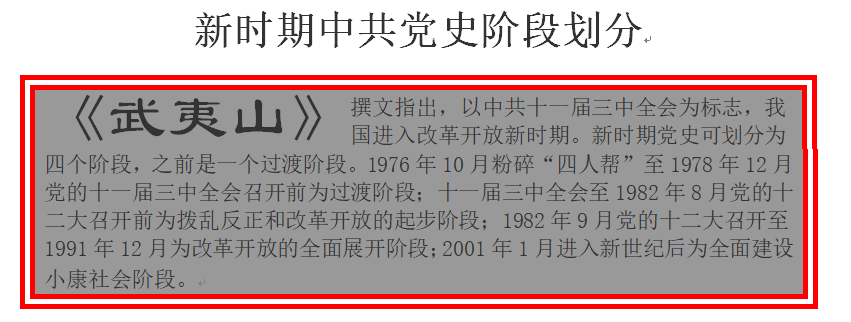 新时期中共党史阶段划分
《武夷山》 撰文指出，以中共十一届三中全会为标志，我
国进入改革开放新时期。新时期党史可划分为
四个阶段，之前是一个过渡阶段。1976 年 10 月粉碎“四人帮”至 1978 年 12 月
党的十一届三中全会召开前为过渡阶段；十一届三中全会至 1982 年 8 月党的十
二大召开前为拨乱反正和改革开放的起步阶段；1982 年 9 月党的十二大召开至
1991 年 12 月为改革开放的全面展开阶段；2001 年 1 月进入新世纪后为全面建设
小康社会阶段。